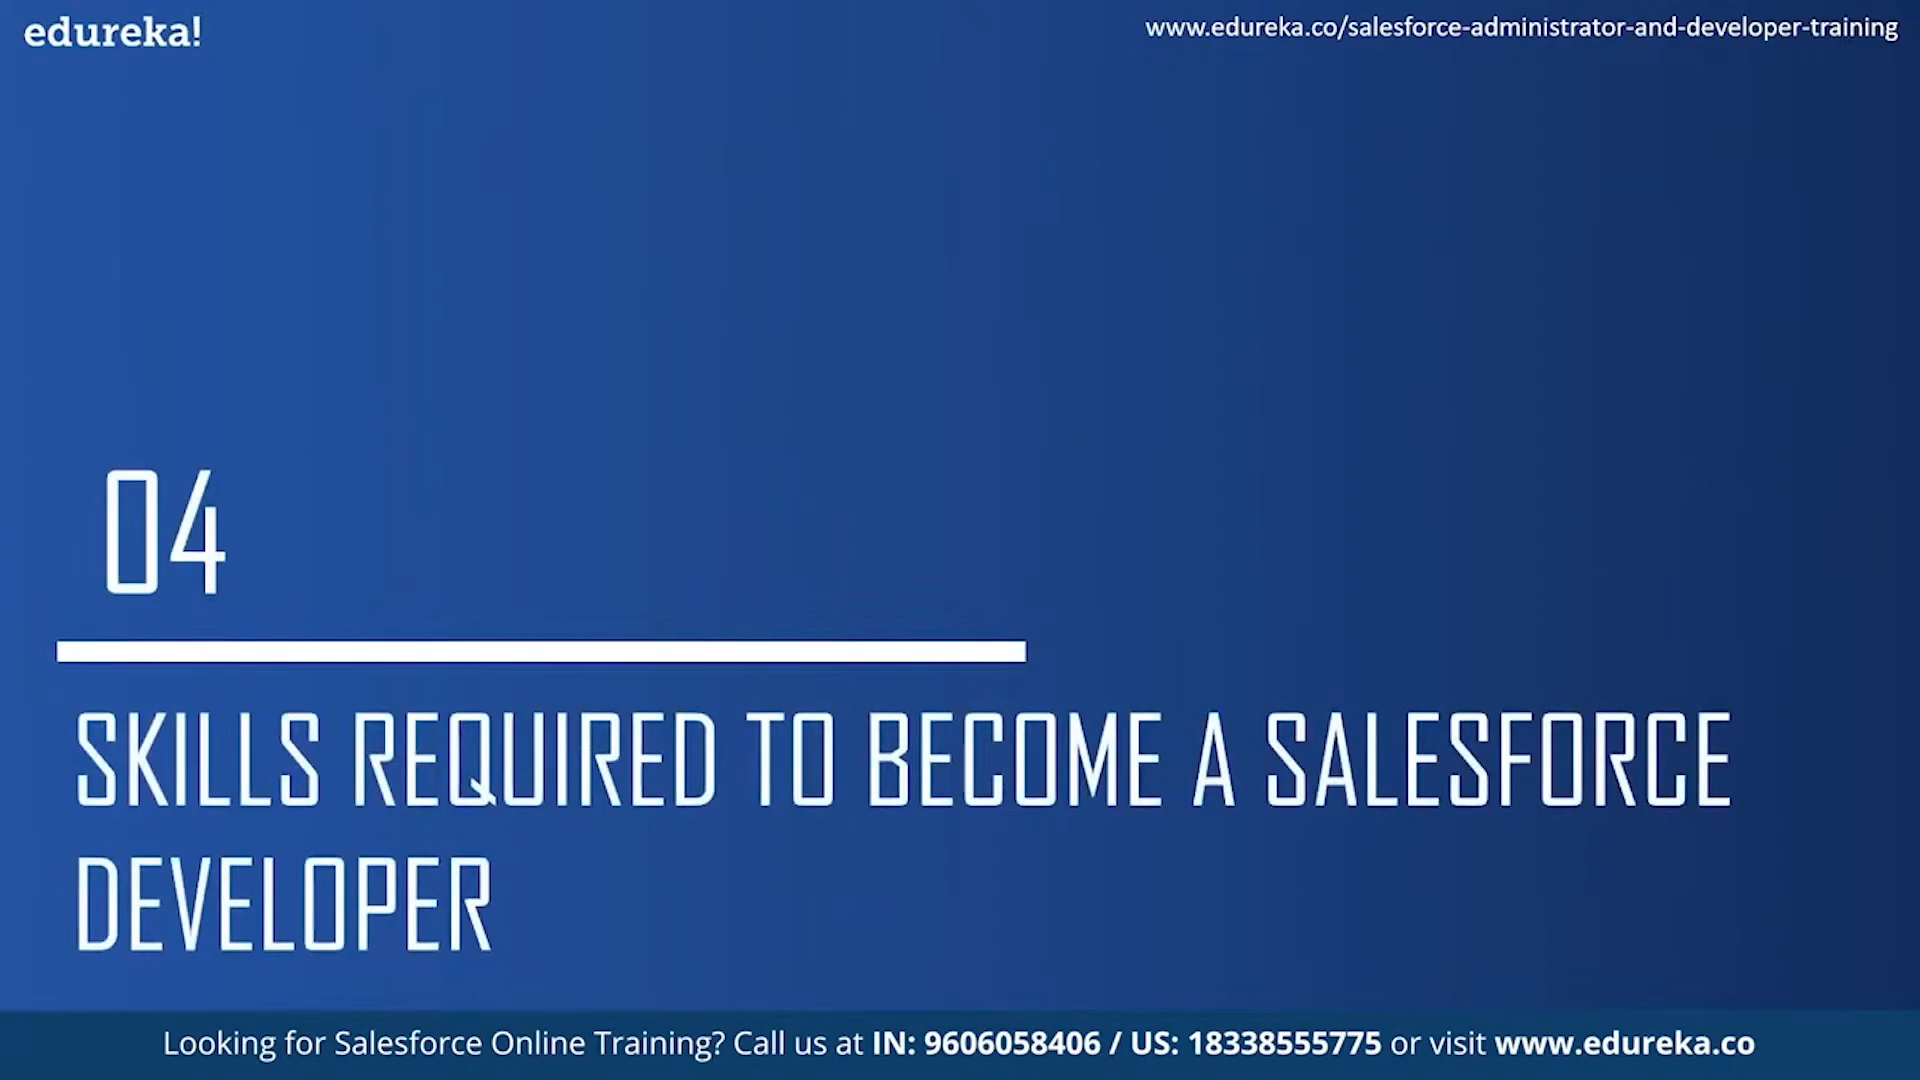 edureka!
www.edureka.co/salesforce-administrator-and-developer-training
04
SKILLS REQUIRED TO BECOME A SALESFORCE
DEVELOPER
Looking for Salesforce Online Training? Call us at IN: 9606058406 / US: 18338555775 or visit www.edureka.co